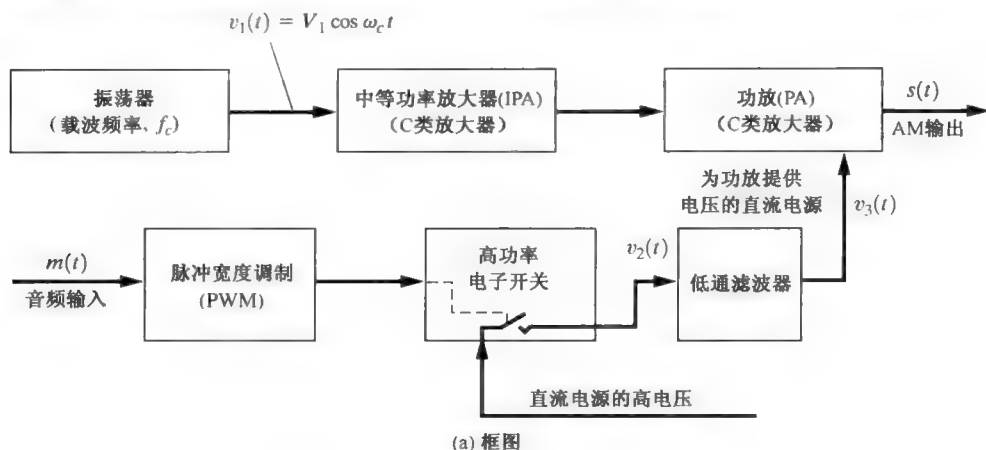 v₁(t) = V₁ cos ω_c t
振荡器
(载波频率、f_c)
中等功率放大器(IPA)
(C类放大器)
功放(PA)
(C类放大器)
s(t)
AM输出
为功放提供
电压的直流电源
v₃(t)
m(t)
音频输入
脉冲宽度调制
(PWM)
高功率
电子开关
v₂(t)
低通滤波器
直流电源的高电压
(a) 框图